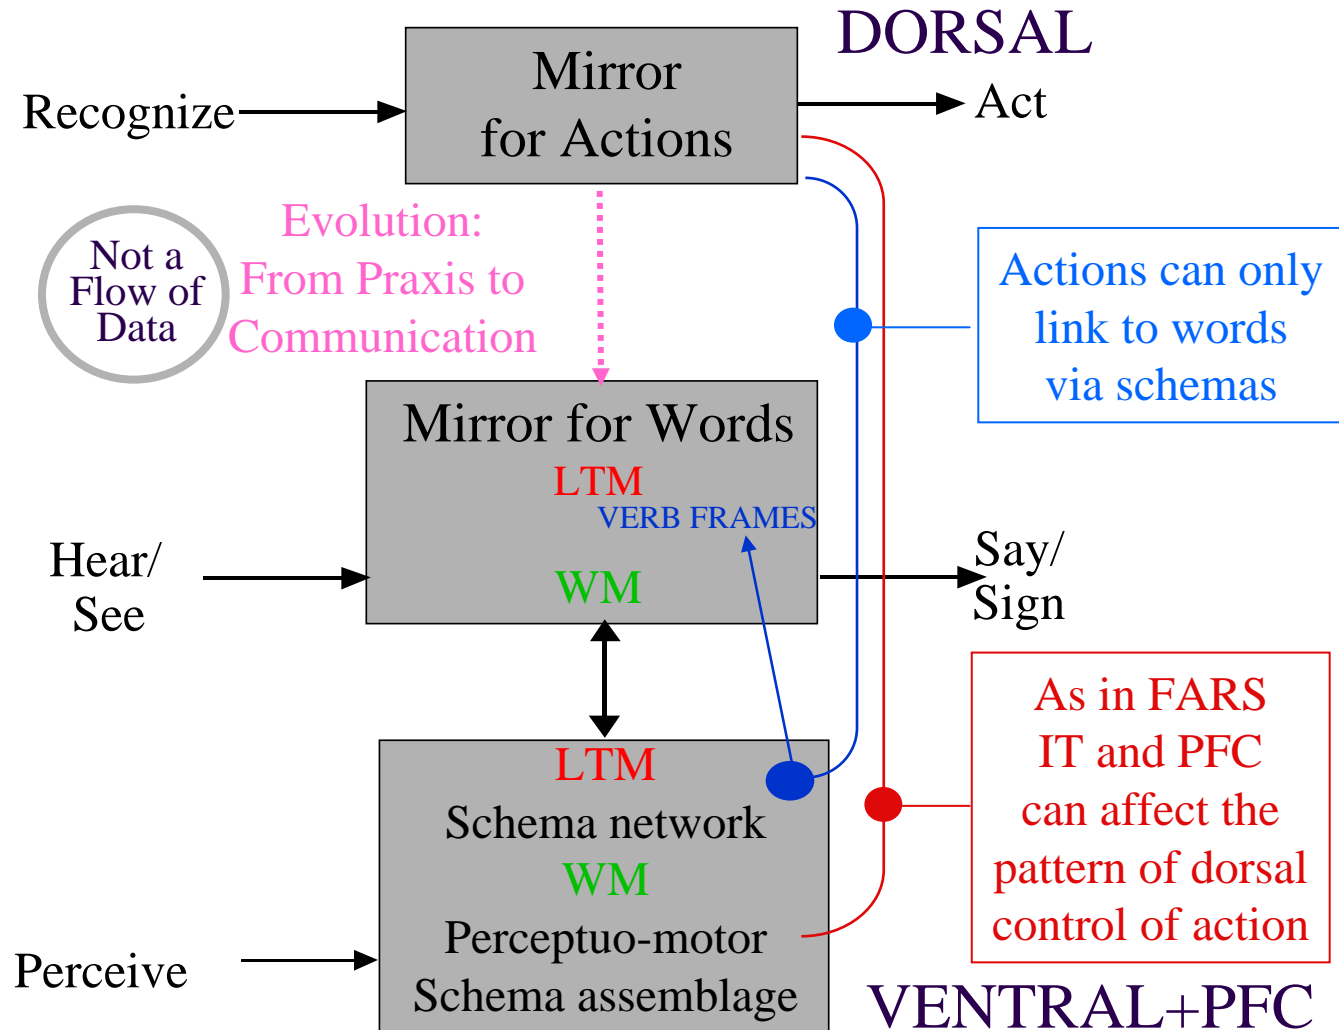 DORSAL
Mirror
for Actions
Recognize
Act
Evolution:
From Praxis to
Communication
Not a
Flow of
Data
Actions can only
link to words
via schemas
Mirror for Words
LTM
VERB FRAMES
WM
Hear/
See
Say/
Sign
LTM
Schema network
WM
Perceptuo-motor
Schema assemblage
Perceive
As in FARS
IT and PFC
can affect the
pattern of dorsal
control of action
VENTRAL+PFC